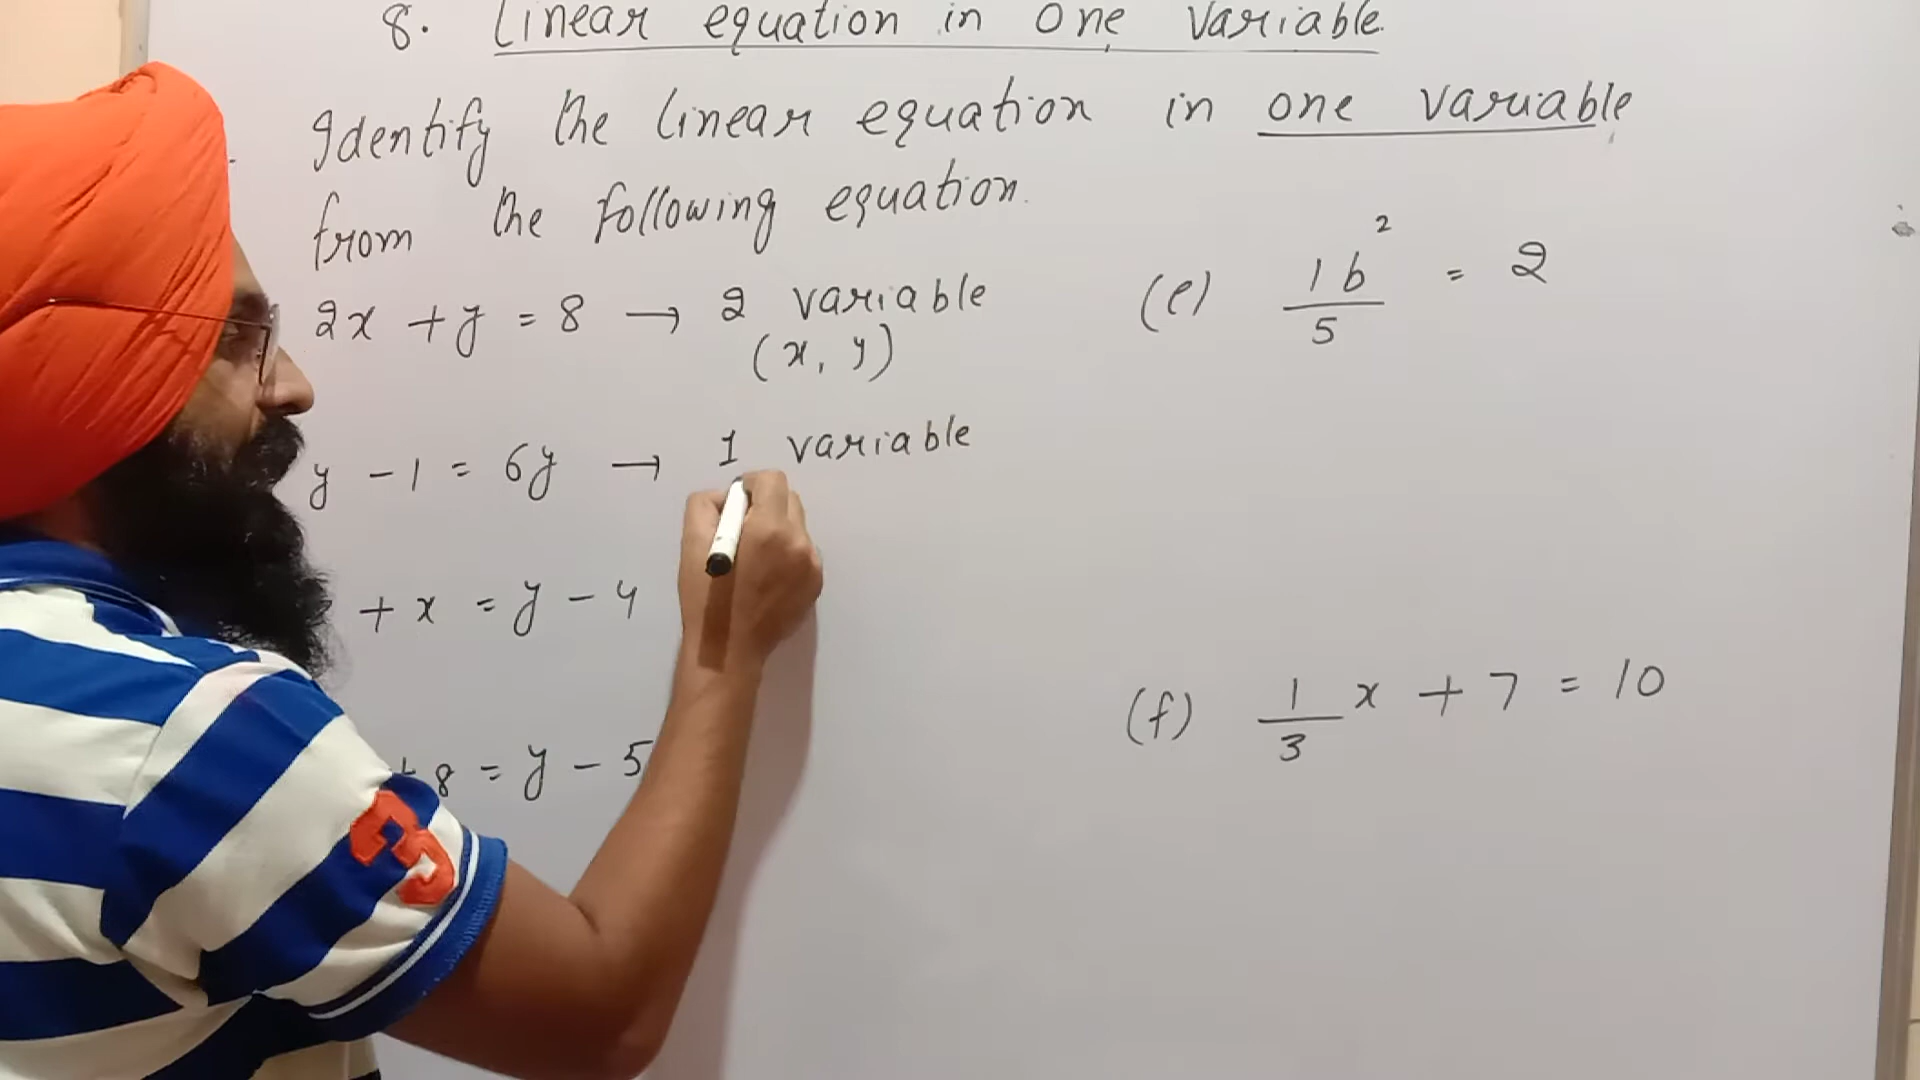 8. Linear equation in one variable.
Identify the linear equation in one variable
from the following equation.
2x + y = 8 → 2 variable
(x, y)
y - 1 = 6y → 1 variable
+ x = y - 4
+ 8 = y - 5
(e) 1b²/5 = 2
(f) 1/3 x + 7 = 10
3